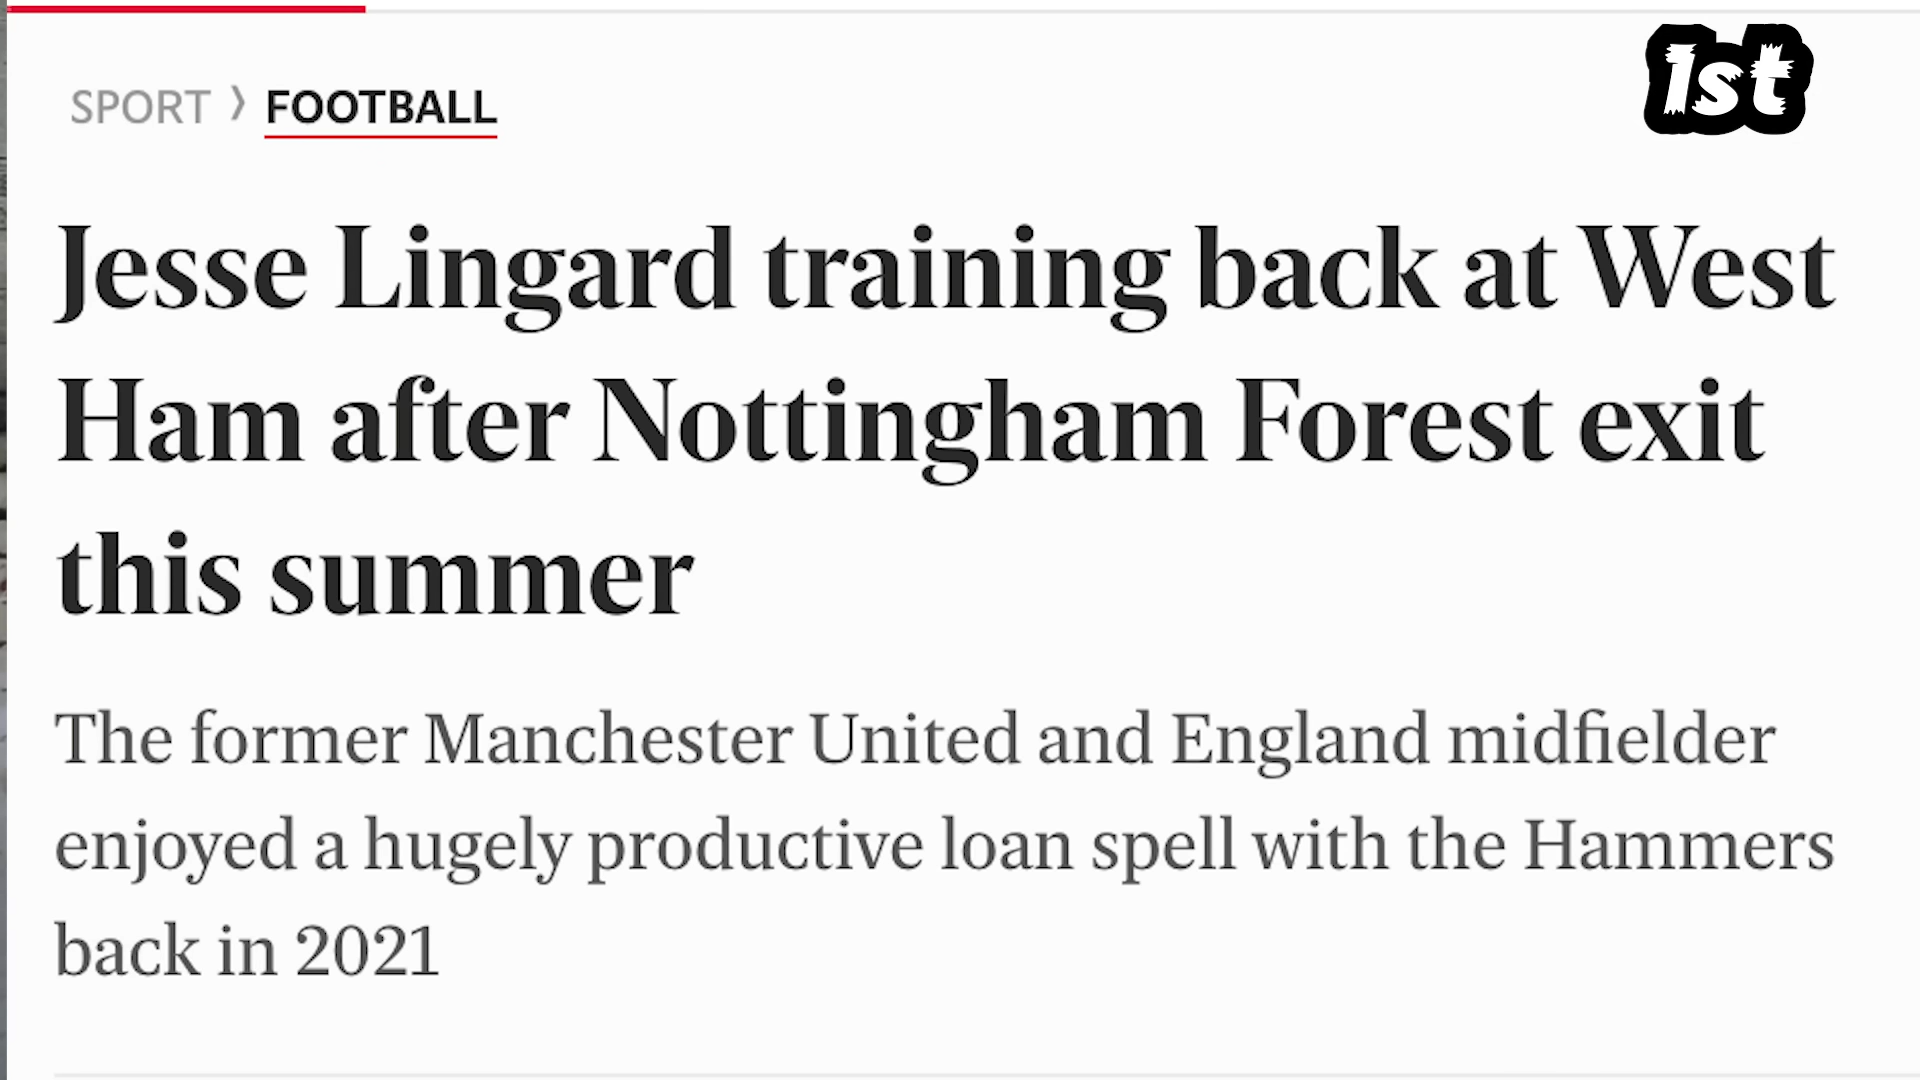 SPORT > FOOTBALL
1st
Jesse Lingard training back at West
Ham after Nottingham Forest exit
this summer
The former Manchester United and England midfielder
enjoyed a hugely productive loan spell with the Hammers
back in 2021